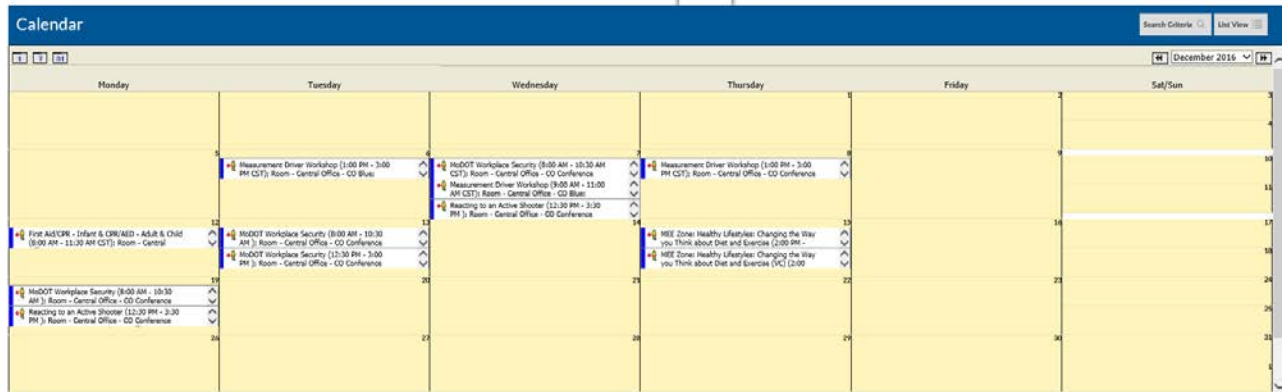 Calendar
Search Criteria
List View
1 7 31
December 2016
Monday Tuesday Wednesday Thursday Friday Sat/Sun
1 2 3
4
5 6 7 8 9 10
Measurement Driver Workshop (1:00 PM - 3:00
PM CST); Room - Central Office - CO Blue;
MoDOT Workplace Security (8:00 AM - 10:30 AM
CST); Room - Central Office - CO Conference
Measurement Driver Workshop (9:00 AM - 11:00
AM CST); Room - Central Office - CO Blue;
Reacting to an Active Shooter (12:30 PM - 3:30
PM ); Room - Central Office - CO Conference
Measurement Driver Workshop (1:00 PM - 3:00
PM CST); Room - Central Office - CO Conference
11
12 13 14 15 16 17
First Aid/CPR - Infant & CPR/AED - Adult & Child
(8:00 AM - 11:30 AM CST); Room - Central
MoDOT Workplace Security (8:00 AM - 10:30
AM ); Room - Central Office - CO Conference
MoDOT Workplace Security (12:30 PM - 3:00
PM ); Room - Central Office - CO Conference
MEE Zone: Healthy Lifestyles: Changing the Way
you Think about Diet and Exercise (2:00 PM -
MEE Zone: Healthy Lifestyles: Changing the Way
you Think about Diet and Exercise (VC) (2:00
18
19 20 21 22 23 24
MoDOT Workplace Security (8:00 AM - 10:30
AM ); Room - Central Office - CO Conference
Reacting to an Active Shooter (12:30 PM - 3:30
PM ); Room - Central Office - CO Conference
25
26 27 28 29 30 31
1